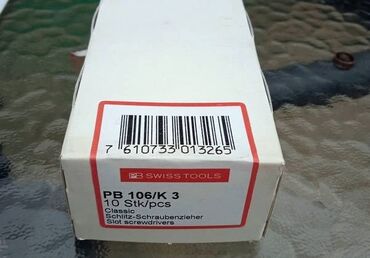 7 610733 013265
PB SWISS TOOLS
PB 106/K 3
10 Stk/pcs
Classic
Schlitz-Schraubenzieher
Slot screwdrivers